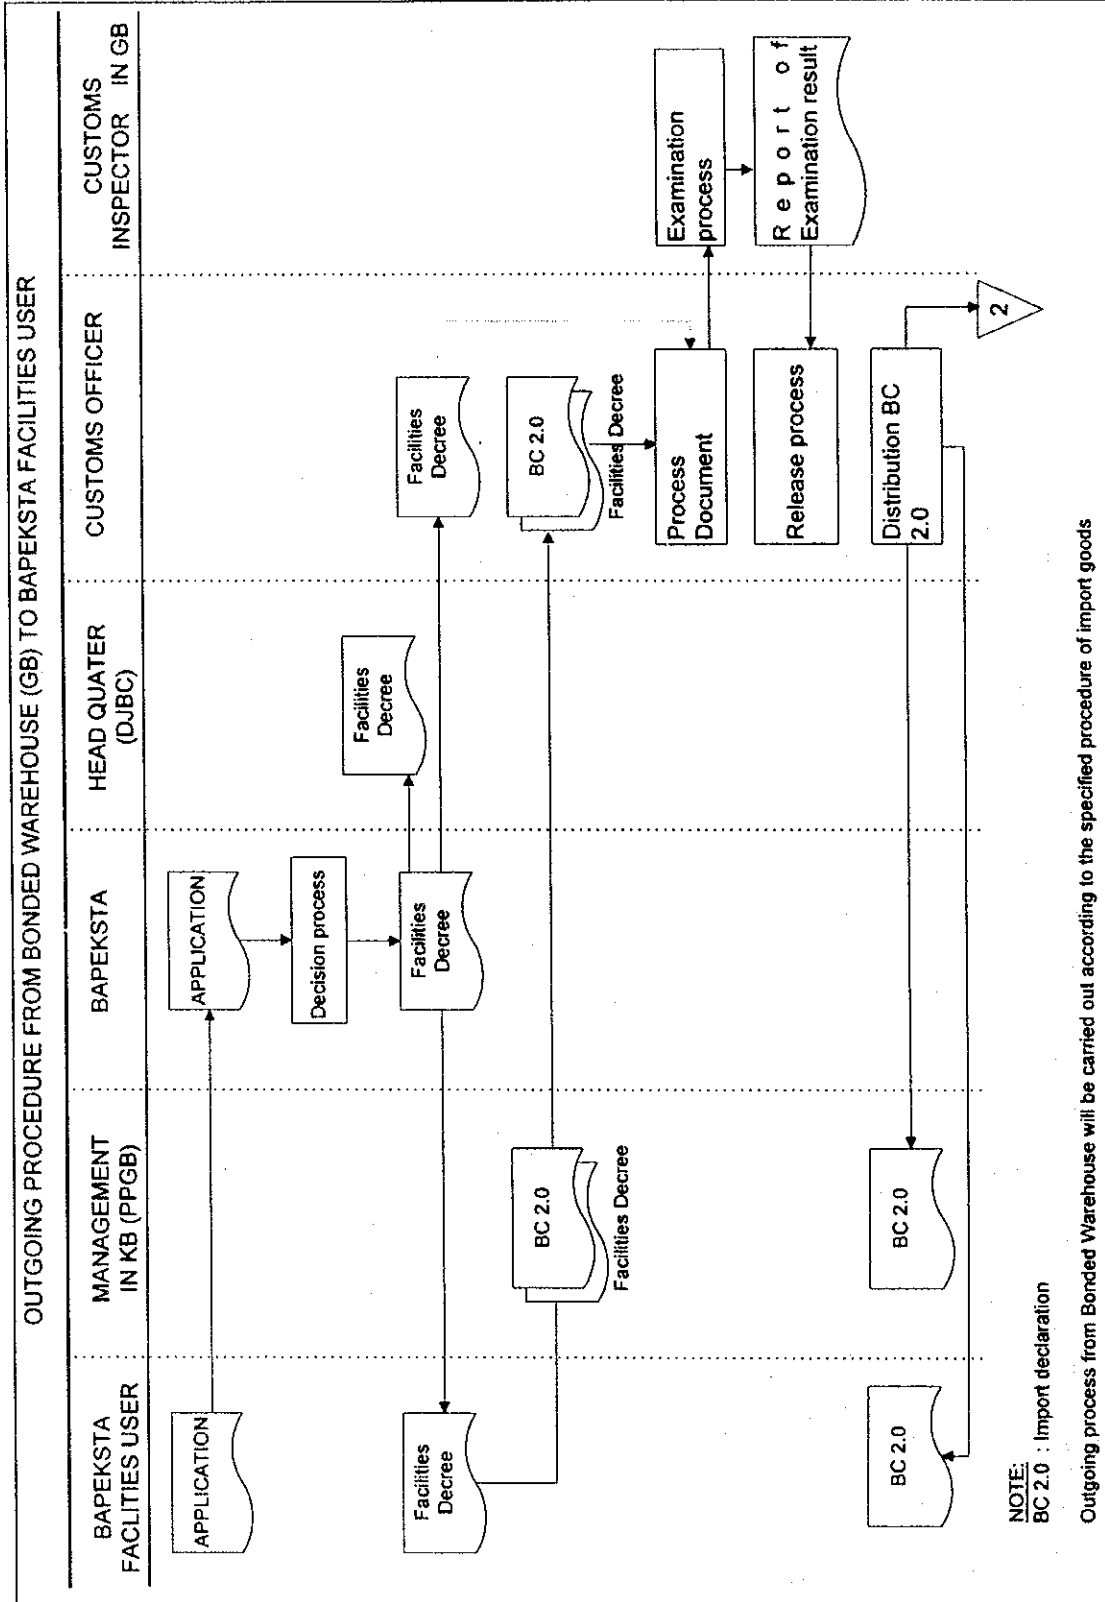 OUTGOING PROCEDURE FROM BONDED WAREHOUSE (GB) TO BAPEKSTA FACILITIES USER
BAPEKSTA
FACLITIES USER
MANAGEMENT
IN KB (PPGB)
BAPEKSTA
HEAD QUATER
(DJBC)
CUSTOMS OFFICER
CUSTOMS
INSPECTOR IN GB
APPLICATION
APPLICATION
Decision process
Facilities
Decree
Facilities
Decree
Facilities
Decree
Facilities
Decree
BC 2.0
Facilities Decree
BC 2.0
Facilities Decree
Process
Document
Examination
process
Release process
Report of
Examination result
BC 2.0
BC 2.0
Distribution BC
2.0
2
NOTE:
BC 2.0 : Import declaration
Outgoing process from Bonded Warehouse will be carried out according to the specified procedure of import goods